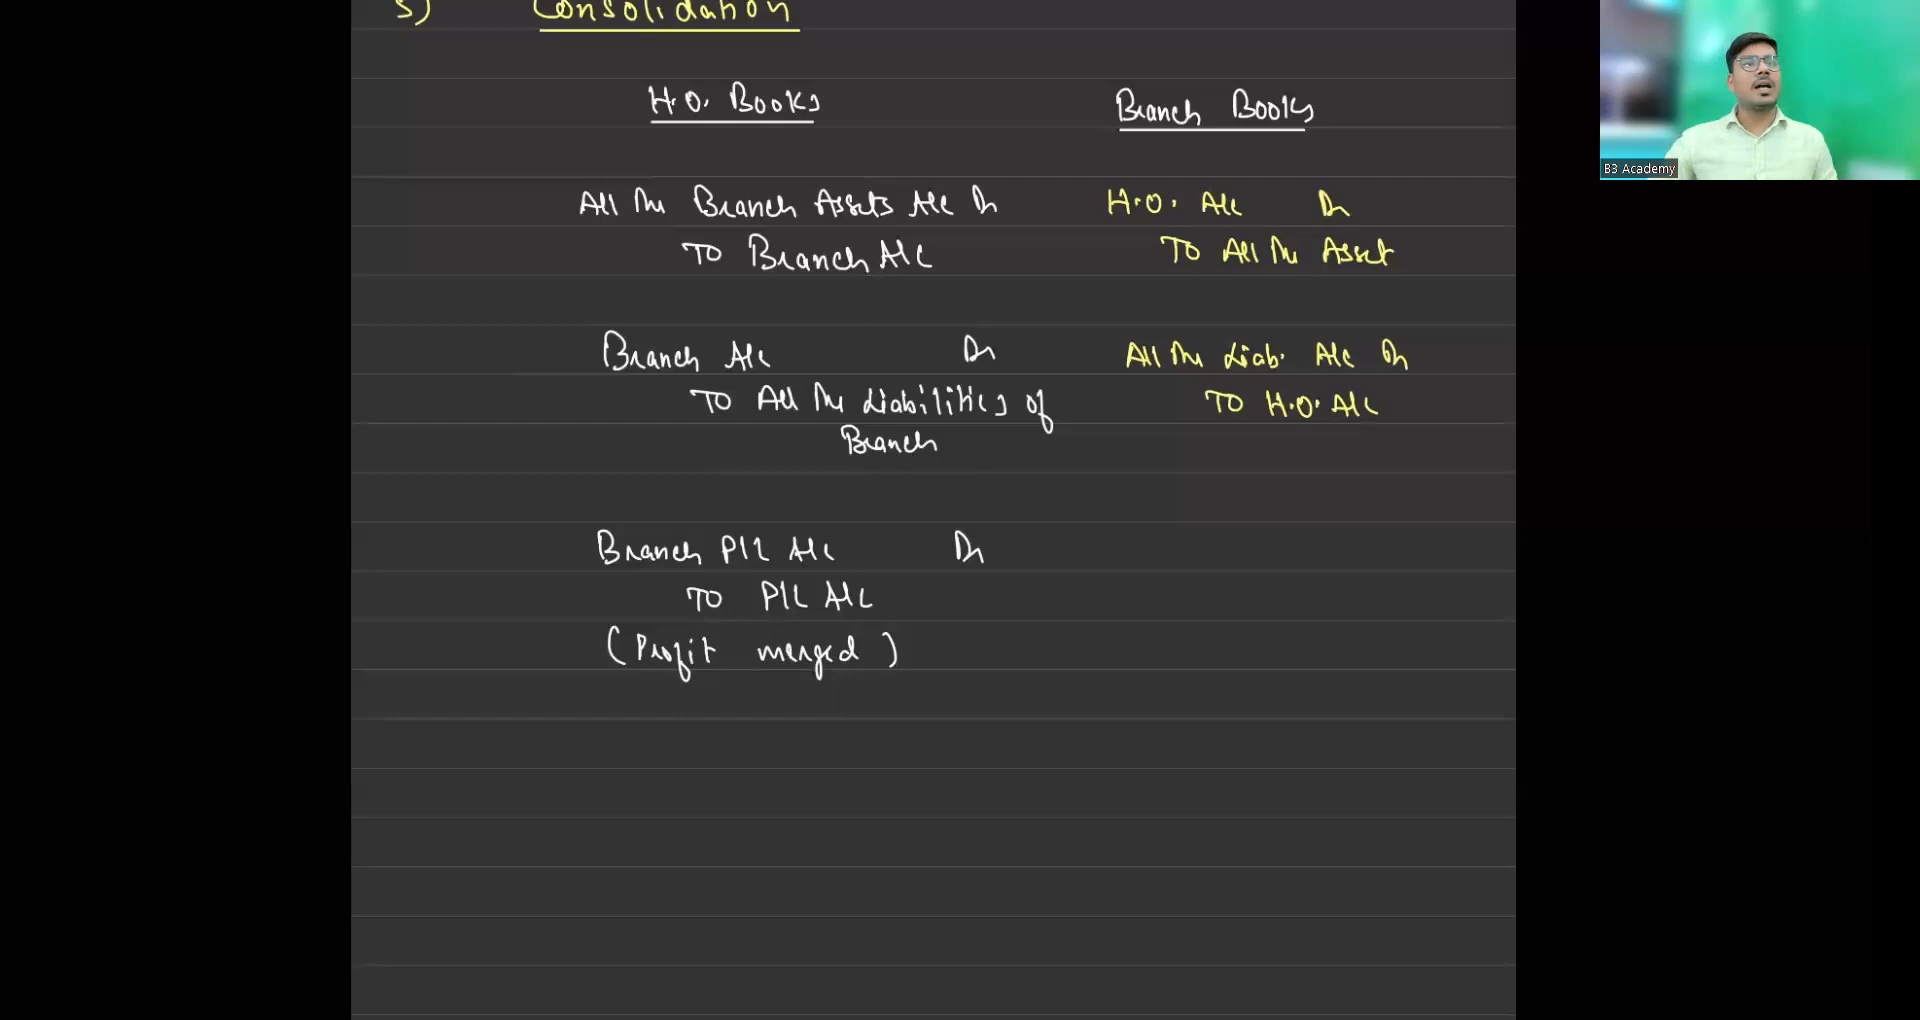 5) Consolidation
H.O. Books
Branch Books
All the Branch Assets A/c Dr
To Branch A/c
H.O. A/c Dr
To All the Asset
Branch A/c Dr
To All the Liabilities of
Branch
All the Liab. A/c Dr
To H.O. A/c
Branch P/L A/c Dr
To P/L A/c
(Profit merged)
B3 Academy